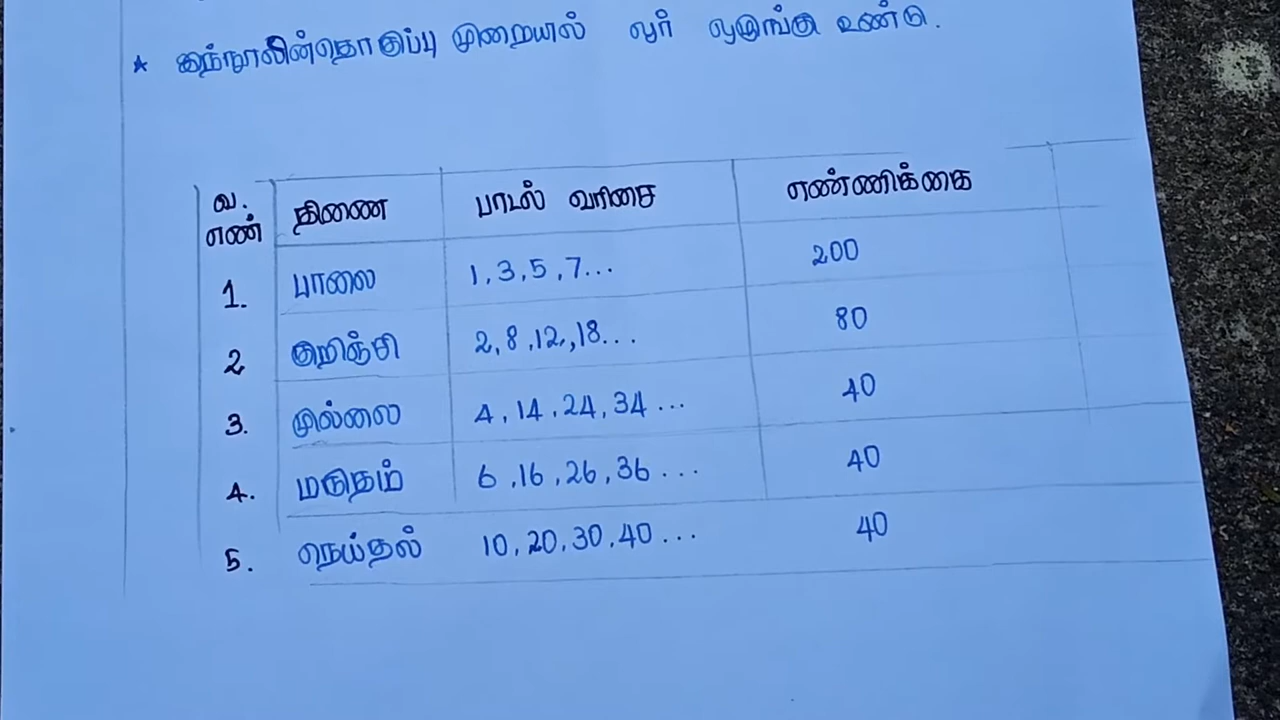 * இந்நூலின்தொகுப்பு முறையில் ஓர் ஒழுங்கு உண்டு.
வ. எண் திணை பாடல் வரிசை எண்ணிக்கை
1. பாலை 1, 3, 5, 7... 200
2 குறிஞ்சி 2, 8, 12, 18... 80
3. முல்லை 4, 14, 24, 34 ... 40
4. மருதம் 6, 16, 26, 36 ... 40
5. நெய்தல் 10, 20, 30, 40 ... 40